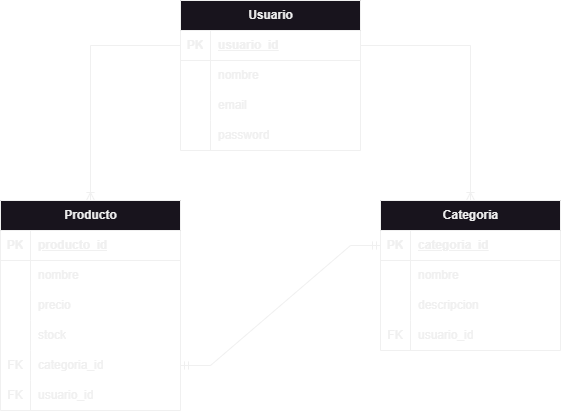 Usuario
PK usuario_id
nombre
email
password
Producto
PK producto_id
nombre
precio
stock
FK categoria_id
FK usuario_id
Categoria
PK categoria_id
nombre
descripcion
FK usuario_id